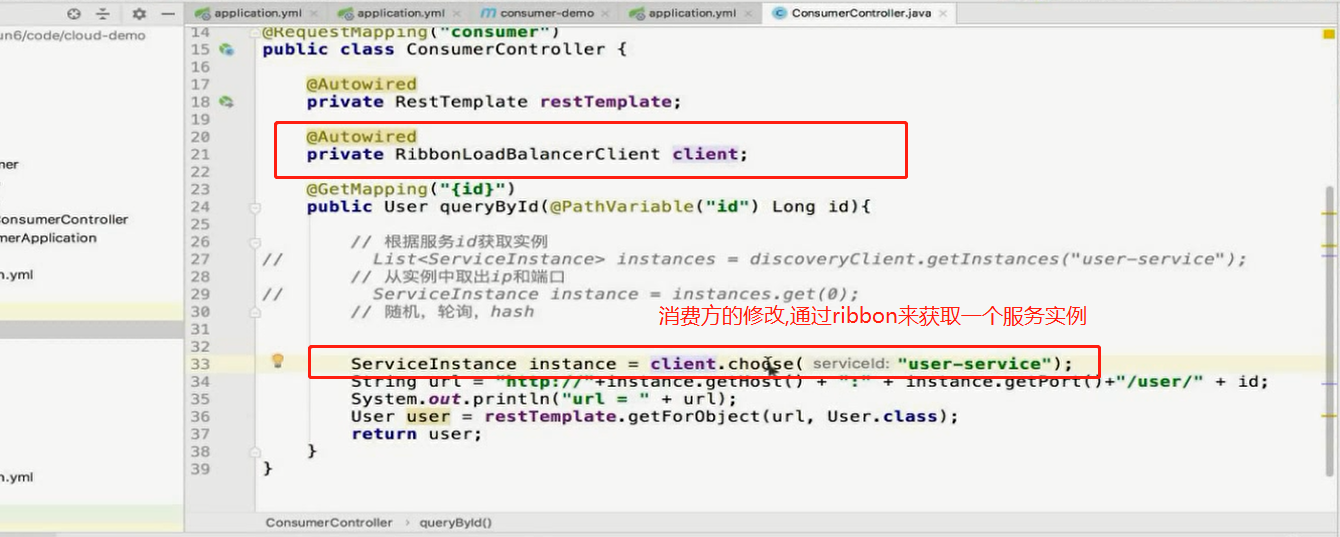 application.yml
application.yml
consumer-demo
application.yml
ConsumerController.java
un6/code/cloud-demo
mer
ConsumerController
merApplication
n.yml
n.yml
14 @RequestMapping("consumer")
15 public class ConsumerController {
16
17 @Autowired
18 private RestTemplate restTemplate;
19
20 @Autowired
21 private RibbonLoadBalancerClient client;
22
23 @GetMapping("{id}")
24 public User queryById(@PathVariable("id") Long id){
25
26 // 根据服务id获取实例
27 // List<ServiceInstance> instances = discoveryClient.getInstances("user-service");
28 // 从实例中取出ip和端口
29 // ServiceInstance instance = instances.get(0);
30 // 随机，轮询，hash
消费方的修改,通过ribbon来获取一个服务实例
31
32
33 ServiceInstance instance = client.choose( serviceId: "user-service");
34 String url = "http://"+instance.getHost() + ":" + instance.getPort()+"/user/" + id;
35 System.out.println("url = " + url);
36 User user = restTemplate.getForObject(url, User.class);
37 return user;
38 }
39 }
ConsumerController › queryById()